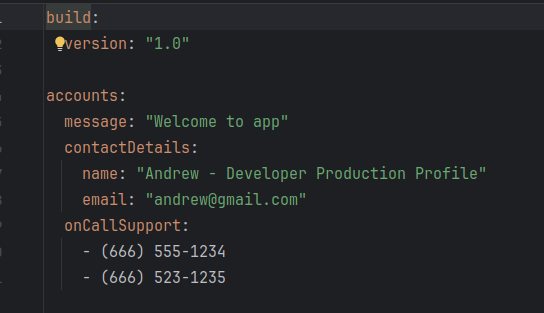 build:
version: "1.0"
accounts:
message: "Welcome to app"
contactDetails:
name: "Andrew - Developer Production Profile"
email: "andrew@gmail.com"
onCallSupport:
- (666) 555-1234
- (666) 523-1235